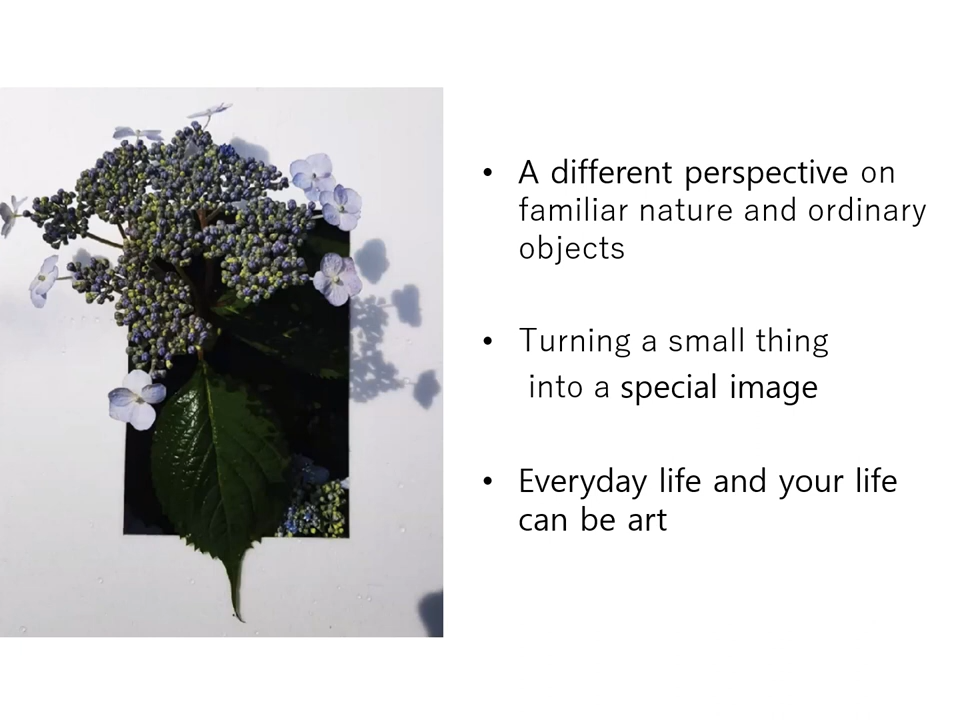 • A different perspective on
familiar nature and ordinary
objects
• Turning a small thing
into a special image
• Everyday life and your life
can be art